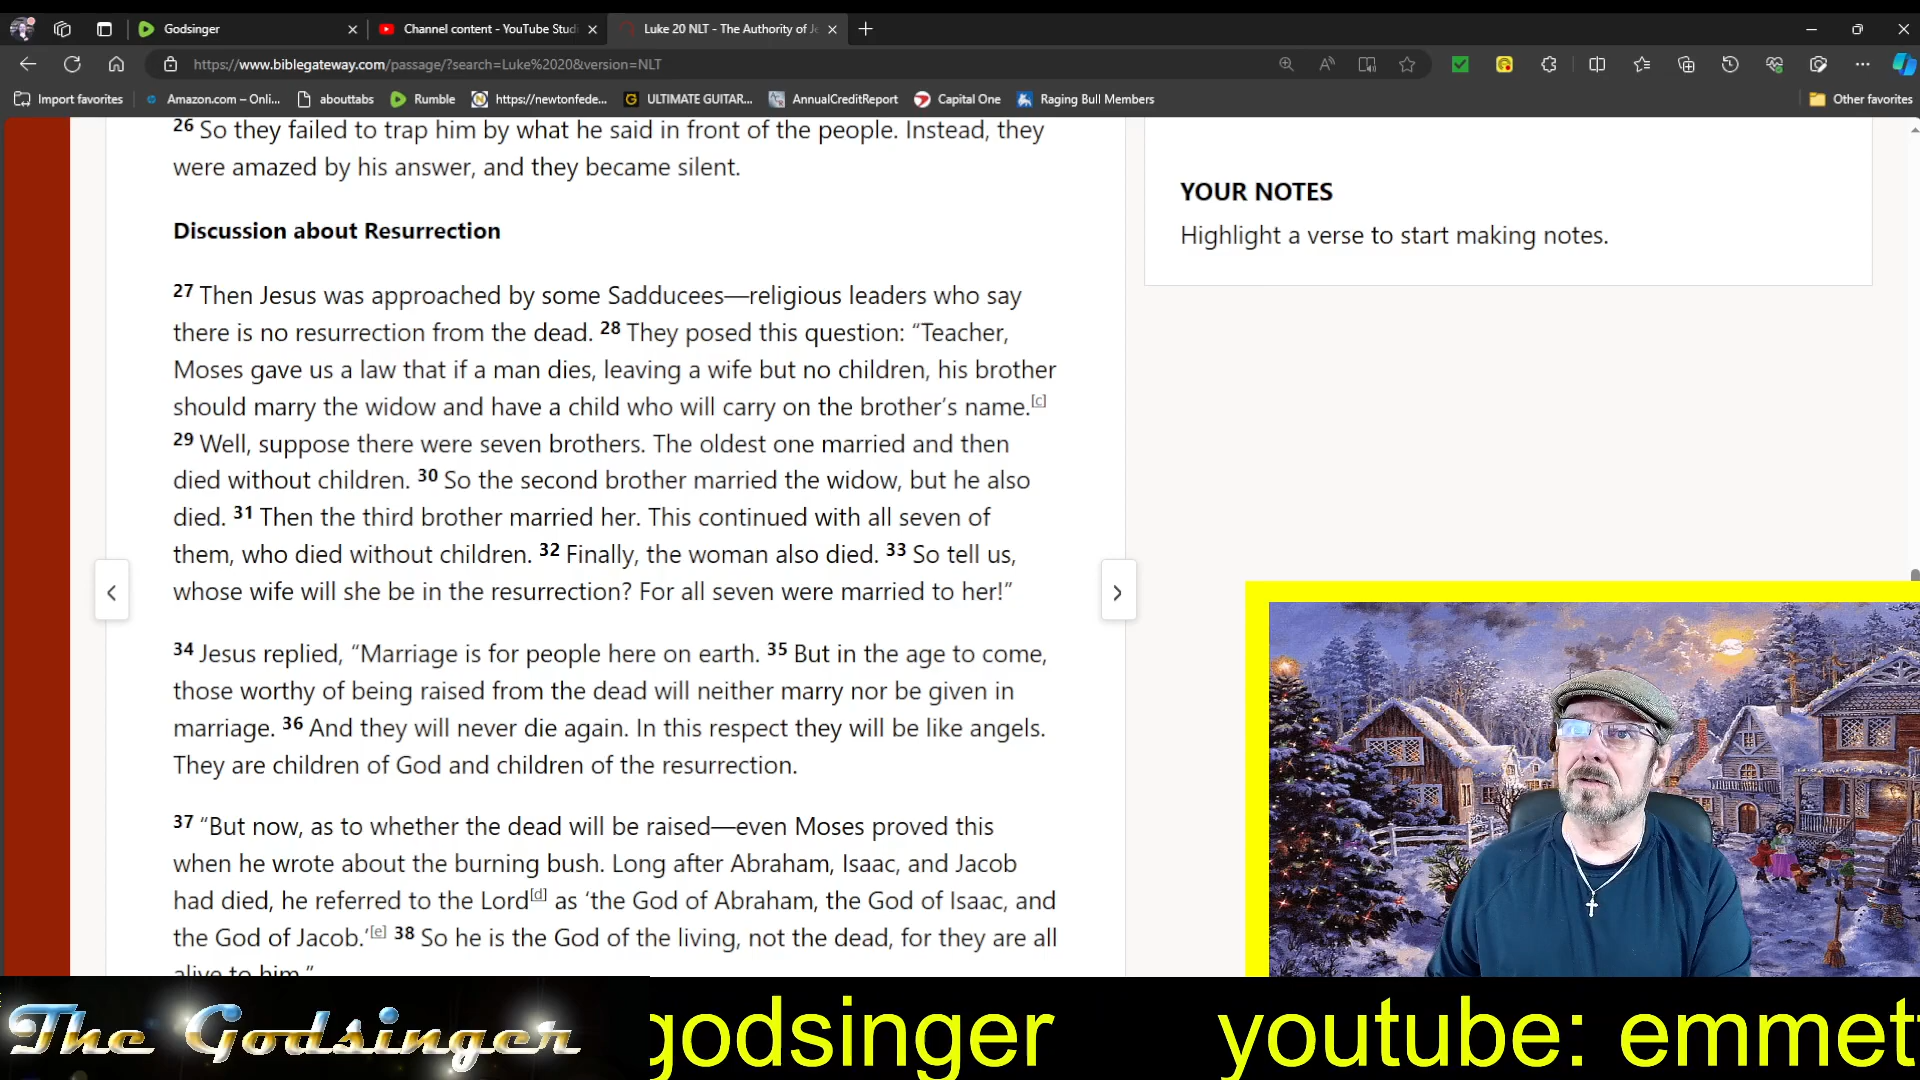 Godsinger
Channel content - YouTube Studi
Luke 20 NLT - The Authority of Je
https://www.biblegateway.com/passage/?search=Luke%2020&version=NLT
Import favorites
Amazon.com – Onli...
abouttabs
Rumble
https://newtonfede...
ULTIMATE GUITAR...
AnnualCreditReport
Capital One
Raging Bull Members
Other favorites
26 So they failed to trap him by what he said in front of the people. Instead, they
were amazed by his answer, and they became silent.
Discussion about Resurrection
27 Then Jesus was approached by some Sadducees—religious leaders who say
there is no resurrection from the dead. 28 They posed this question: “Teacher,
Moses gave us a law that if a man dies, leaving a wife but no children, his brother
should marry the widow and have a child who will carry on the brother’s name.[c]
29 Well, suppose there were seven brothers. The oldest one married and then
died without children. 30 So the second brother married the widow, but he also
died. 31 Then the third brother married her. This continued with all seven of
them, who died without children. 32 Finally, the woman also died. 33 So tell us,
whose wife will she be in the resurrection? For all seven were married to her!”
34 Jesus replied, “Marriage is for people here on earth. 35 But in the age to come,
those worthy of being raised from the dead will neither marry nor be given in
marriage. 36 And they will never die again. In this respect they will be like angels.
They are children of God and children of the resurrection.
37 “But now, as to whether the dead will be raised—even Moses proved this
when he wrote about the burning bush. Long after Abraham, Isaac, and Jacob
had died, he referred to the Lord[d] as ‘the God of Abraham, the God of Isaac, and
the God of Jacob.’[e] 38 So he is the God of the living, not the dead, for they are all
alive to him.”
YOUR NOTES
Highlight a verse to start making notes.
The Godsinger
godsinger youtube: emmet